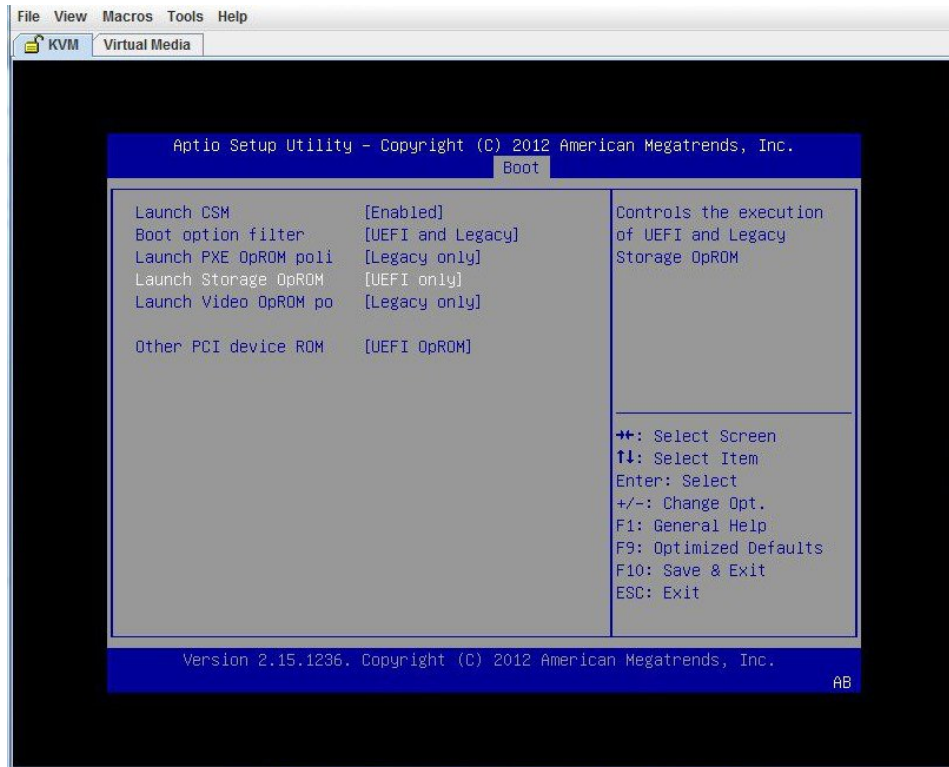 File View Macros Tools Help
KVM Virtual Media
Aptio Setup Utility – Copyright (C) 2012 American Megatrends, Inc.
Boot
Launch CSM [Enabled]
Boot option filter [UEFI and Legacy]
Launch PXE OpROM poli [Legacy only]
Launch Storage OpROM [UEFI only]
Launch Video OpROM po [Legacy only]
Other PCI device ROM [UEFI OpROM]
Controls the execution
of UEFI and Legacy
Storage OpROM
→←: Select Screen
↑↓: Select Item
Enter: Select
+/-: Change Opt.
F1: General Help
F9: Optimized Defaults
F10: Save & Exit
ESC: Exit
Version 2.15.1236. Copyright (C) 2012 American Megatrends, Inc.
AB